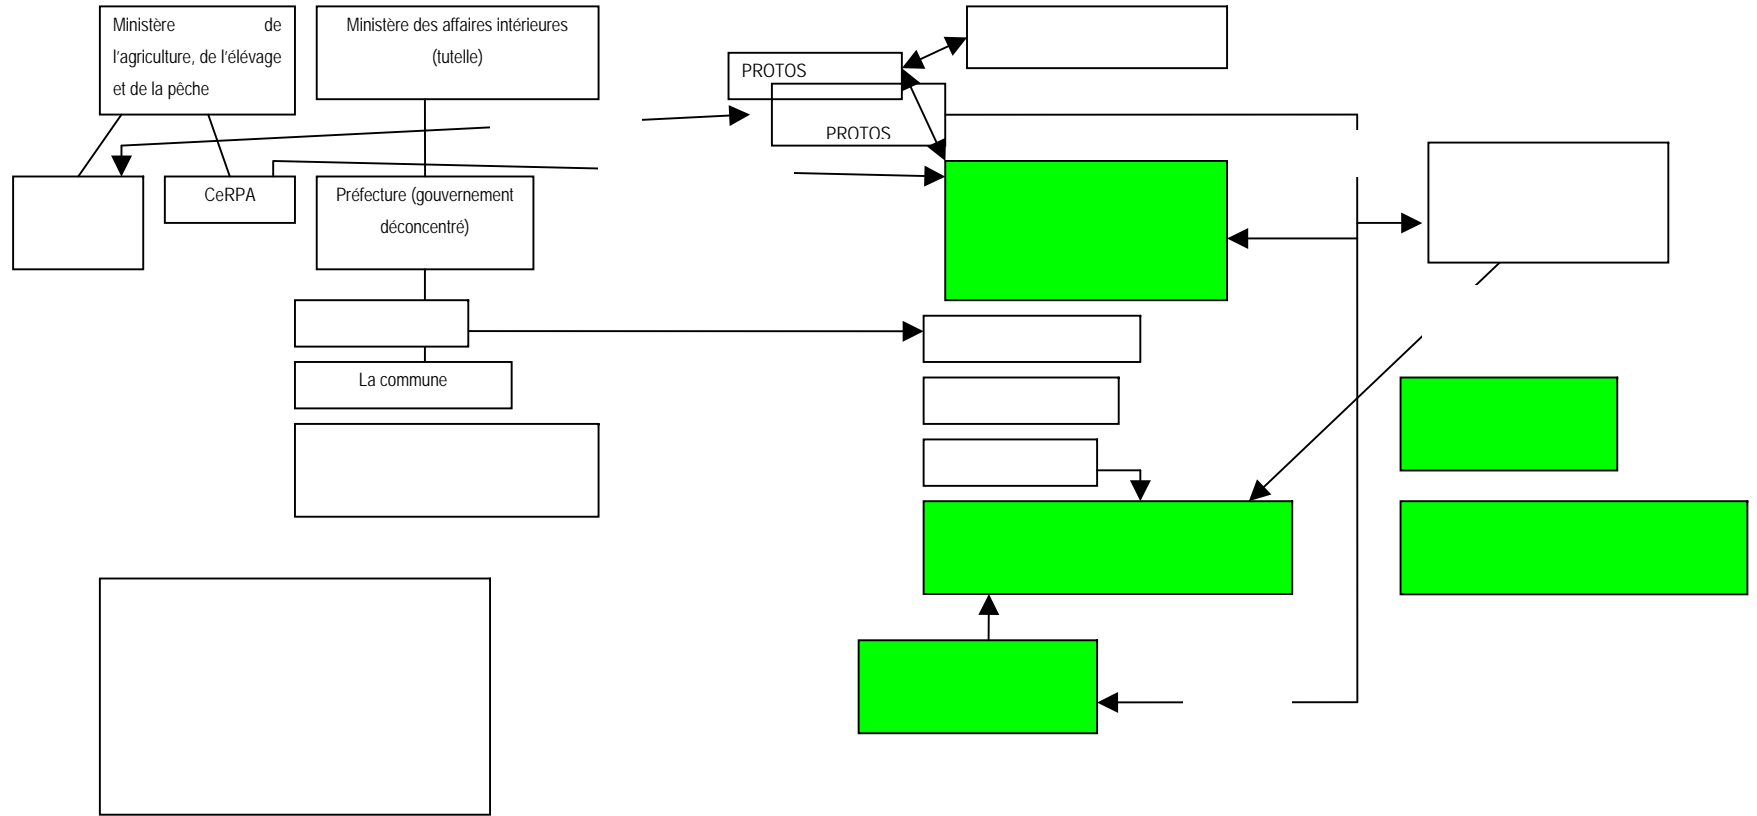 Ministère de
l'agriculture, de l'élévage
et de la pêche
Ministère des affaires intérieures
(tutelle)
PROTOS
PROTOS
CeRPA
Préfecture (gouvernement
déconcentré)
La commune